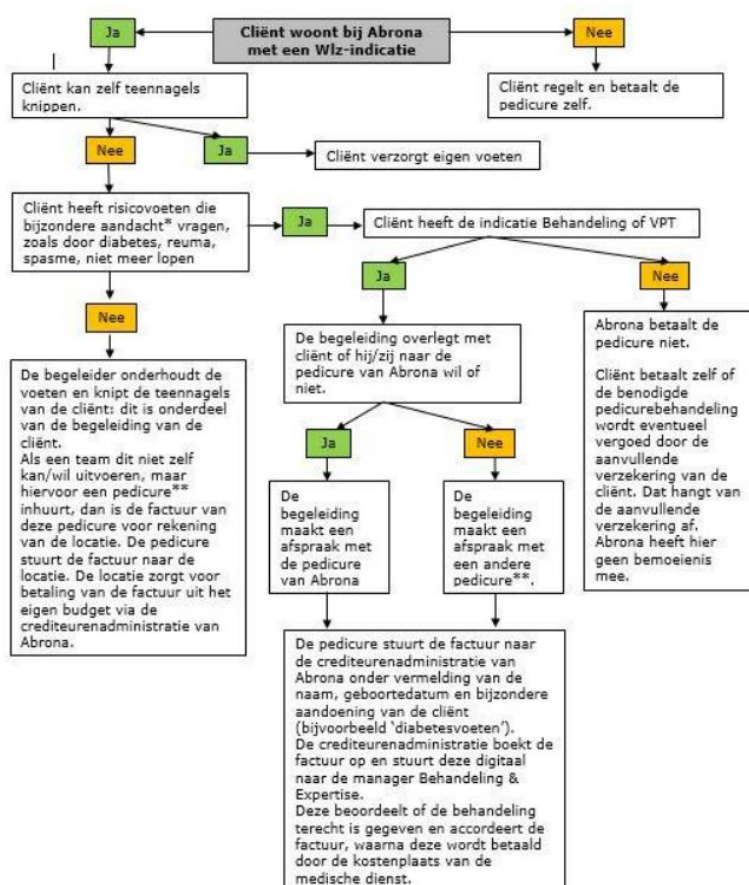 Ja
Cliënt woont bij Abrona
met een Wlz-indicatie
Nee
Cliënt kan zelf teennagels
knippen.
Cliënt regelt en betaalt de
pedicure zelf.
Nee
Ja
Cliënt verzorgt eigen voeten
Cliënt heeft risicovoeten die
bijzondere aandacht* vragen,
zoals door diabetes, reuma,
spasme, niet meer lopen
Ja
Cliënt heeft de indicatie Behandeling of VPT
Nee
De begeleider onderhoudt de
voeten en knipt de teennagels
van de cliënt: dit is onderdeel
van de begeleiding van de
cliënt.
Als een team dit niet zelf
kan/wil uitvoeren, maar
hiervoor een pedicure**
inhuurt, dan is de factuur van
deze pedicure voor rekening
van de locatie. De pedicure
stuurt de factuur naar de
locatie. De locatie zorgt voor
betaling van de factuur uit het
eigen budget via de
crediteurenadministratie van
Abrona.
Ja
Nee
De begeleiding overlegt met
cliënt of hij/zij naar de
pedicure van Abrona wil of
niet.
Abrona betaalt de
pedicure niet.
Cliënt betaalt zelf of
de benodigde
pedicurebehandeling
wordt eventueel
vergoed door de
aanvullende
verzekering van de
cliënt. Dat hangt van
de aanvullende
verzekering af.
Abrona heeft hier
geen bemoeienis
mee.
Ja
Nee
De
begeleiding
maakt een
afspraak met
de pedicure
van Abrona
De
begeleiding
maakt een
afspraak met
een andere
pedicure**.
De pedicure stuurt de factuur naar
de crediteurenadministratie van
Abrona onder vermelding van de
naam, geboortedatum en bijzondere
aandoening van de cliënt
(bijvoorbeeld ‘diabetesvoeten’).
De crediteurenadministratie boekt de
factuur op en stuurt deze digitaal
naar de manager Behandeling &
Expertise.
Deze beoordeelt of de behandeling
terecht is gegeven en accordeert de
factuur, waarna deze wordt betaald
door de kostenplaats van de
medische dienst.